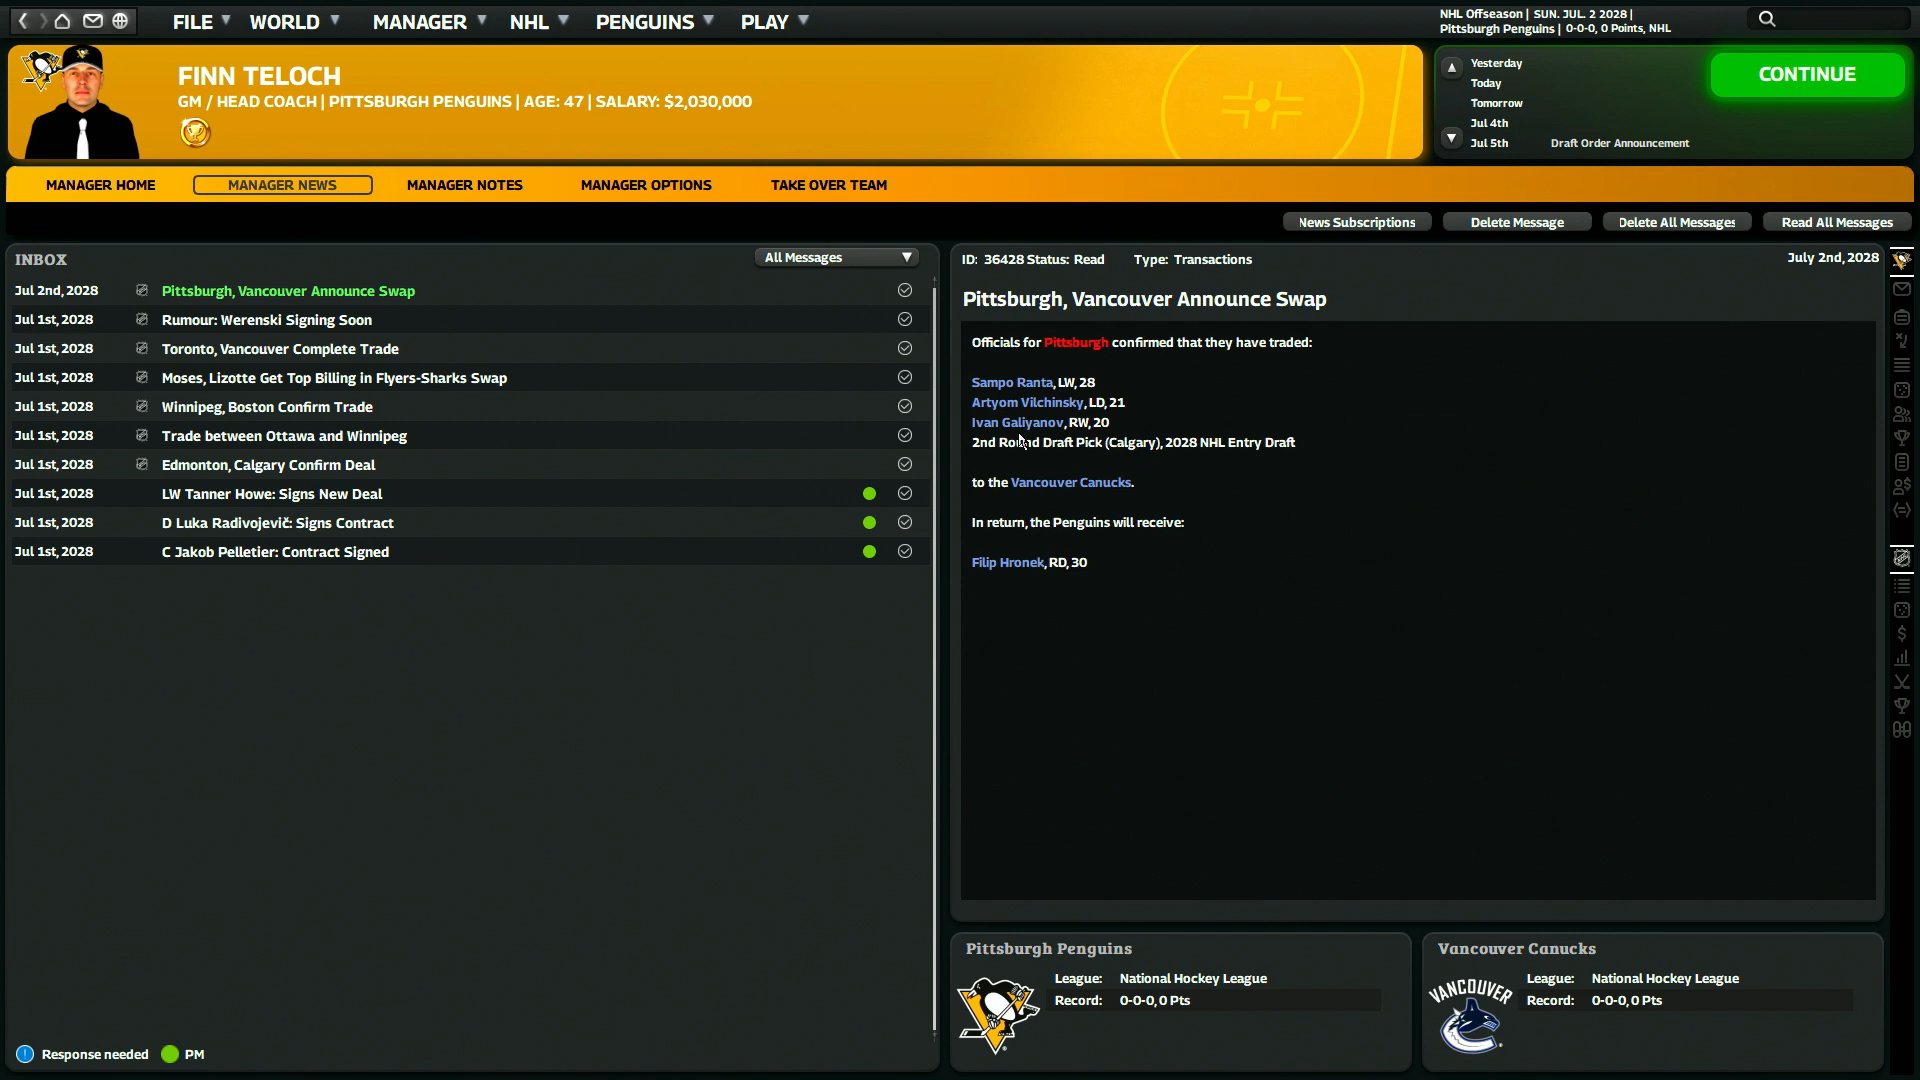 FILE
WORLD
MANAGER
NHL
PENGUINS
PLAY
NHL Offseason | SUN. JUL. 2 2028 |
Pittsburgh Penguins | 0-0-0, 0 Points, NHL
FINN TELOCH
GM / HEAD COACH | PITTSBURGH PENGUINS | AGE: 47 | SALARY: $2,030,000
Yesterday
Today
Tomorrow
Jul 4th
Jul 5th Draft Order Announcement
CONTINUE
MANAGER HOME
MANAGER NEWS
MANAGER NOTES
MANAGER OPTIONS
TAKE OVER TEAM
News Subscriptions
Delete Message
Delete All Messages
Read All Messages
INBOX
All Messages
Jul 2nd, 2028 Pittsburgh, Vancouver Announce Swap
Jul 1st, 2028 Rumour: Werenski Signing Soon
Jul 1st, 2028 Toronto, Vancouver Complete Trade
Jul 1st, 2028 Moses, Lizotte Get Top Billing in Flyers-Sharks Swap
Jul 1st, 2028 Winnipeg, Boston Confirm Trade
Jul 1st, 2028 Trade between Ottawa and Winnipeg
Jul 1st, 2028 Edmonton, Calgary Confirm Deal
Jul 1st, 2028 LW Tanner Howe: Signs New Deal
Jul 1st, 2028 D Luka Radivojevič: Signs Contract
Jul 1st, 2028 C Jakob Pelletier: Contract Signed
Response needed
PM
ID: 36428 Status: Read Type: Transactions
July 2nd, 2028
Pittsburgh, Vancouver Announce Swap
Officials for Pittsburgh confirmed that they have traded:
Sampo Ranta, LW, 28
Artyom Vilchinsky, LD, 21
Ivan Galiyanov, RW, 20
2nd Round Draft Pick (Calgary), 2028 NHL Entry Draft
to the Vancouver Canucks.
In return, the Penguins will receive:
Filip Hronek, RD, 30
Pittsburgh Penguins
League: National Hockey League
Record: 0-0-0, 0 Pts
Vancouver Canucks
VANCOUVER
League: National Hockey League
Record: 0-0-0, 0 Pts